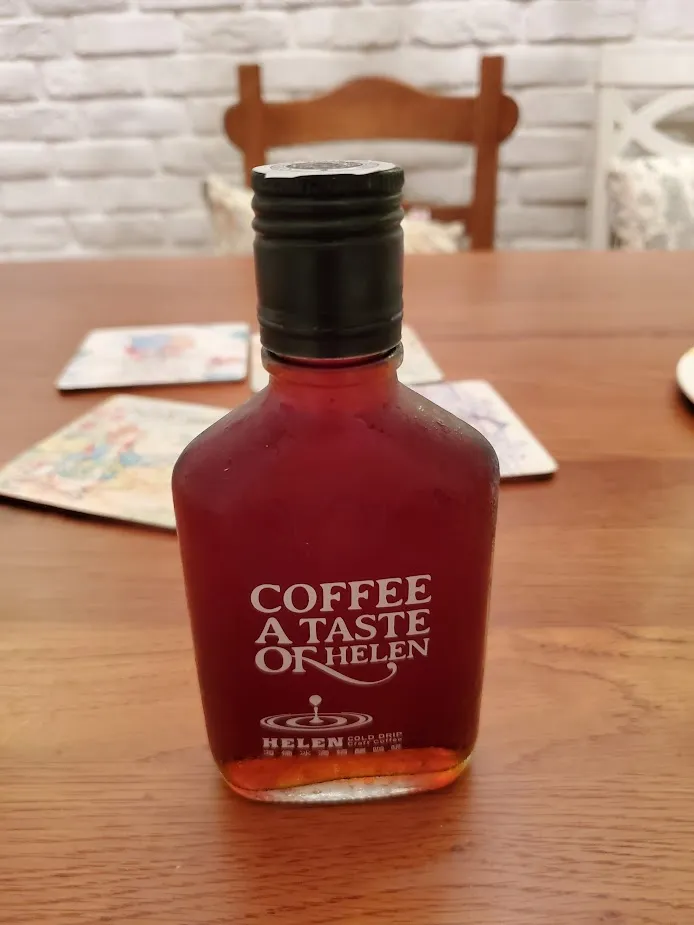 COFFEE
A TASTE
OF HELEN
HELEN COLD DRIP
Craft Coffee